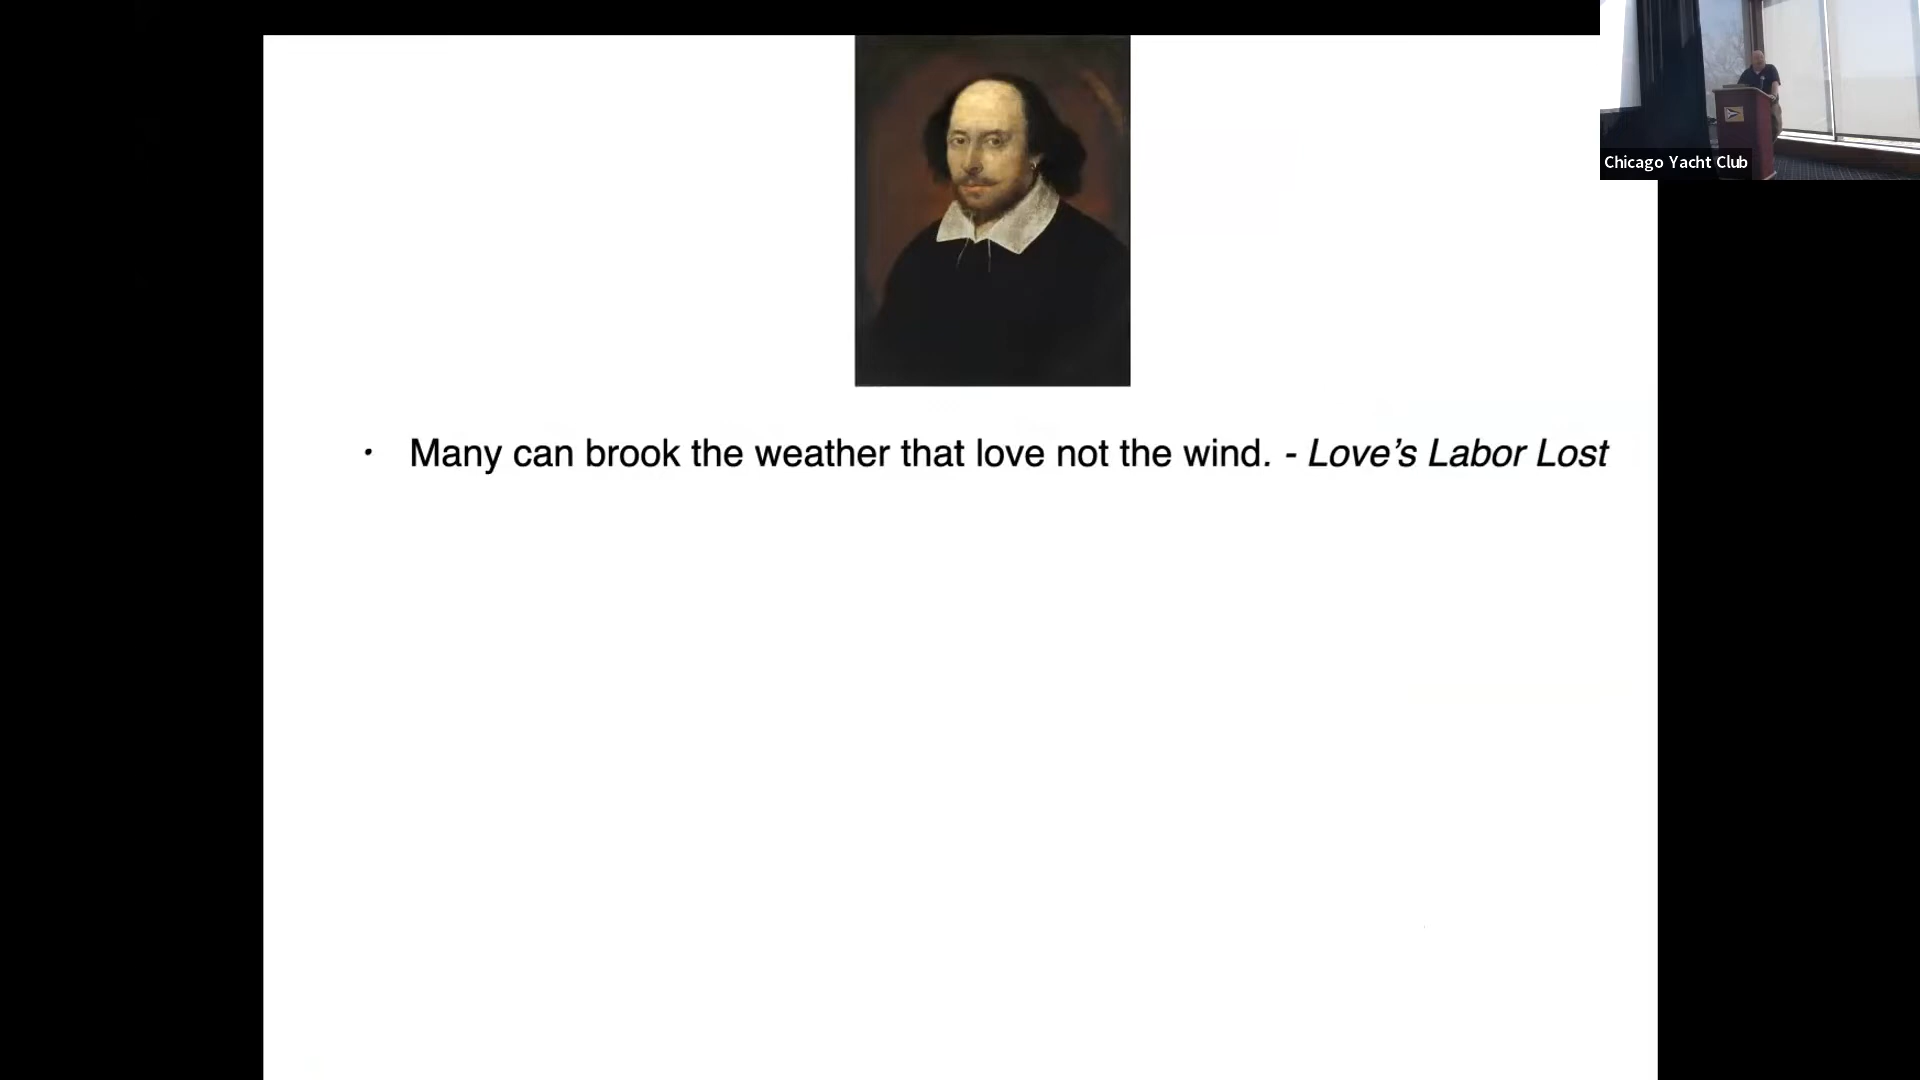 Chicago Yacht Club
· Many can brook the weather that love not the wind. - Love’s Labor Lost